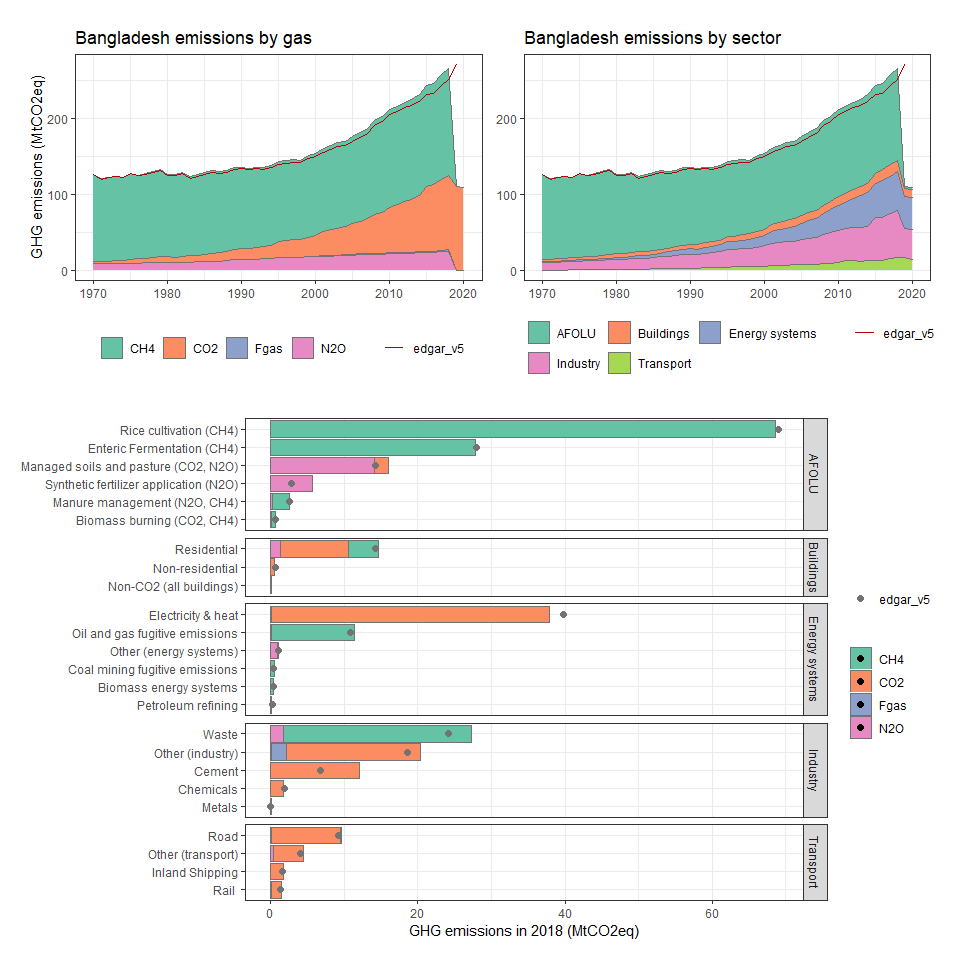 Bangladesh emissions by gas
Bangladesh emissions by sector
GHG emissions (MtCO2eq)
200
100
0
1970 1980 1990 2000 2010 2020
200
100
0
1970 1980 1990 2000 2010 2020
CH4 CO2 Fgas N2O edgar_v5
AFOLU Buildings Energy systems edgar_v5
Industry Transport
Rice cultivation (CH4)
Enteric Fermentation (CH4)
Managed soils and pasture (CO2, N2O)
Synthetic fertilizer application (N2O)
Manure management (N2O, CH4)
Biomass burning (CO2, CH4)
AFOLU
Residential
Non-residential
Non-CO2 (all buildings)
Buildings
Electricity & heat
Oil and gas fugitive emissions
Other (energy systems)
Coal mining fugitive emissions
Biomass energy systems
Petroleum refining
Energy systems
Waste
Other (industry)
Cement
Chemicals
Metals
Industry
Road
Other (transport)
Inland Shipping
Rail
Transport
0 20 40 60
GHG emissions in 2018 (MtCO2eq)
edgar_v5
CH4
CO2
Fgas
N2O